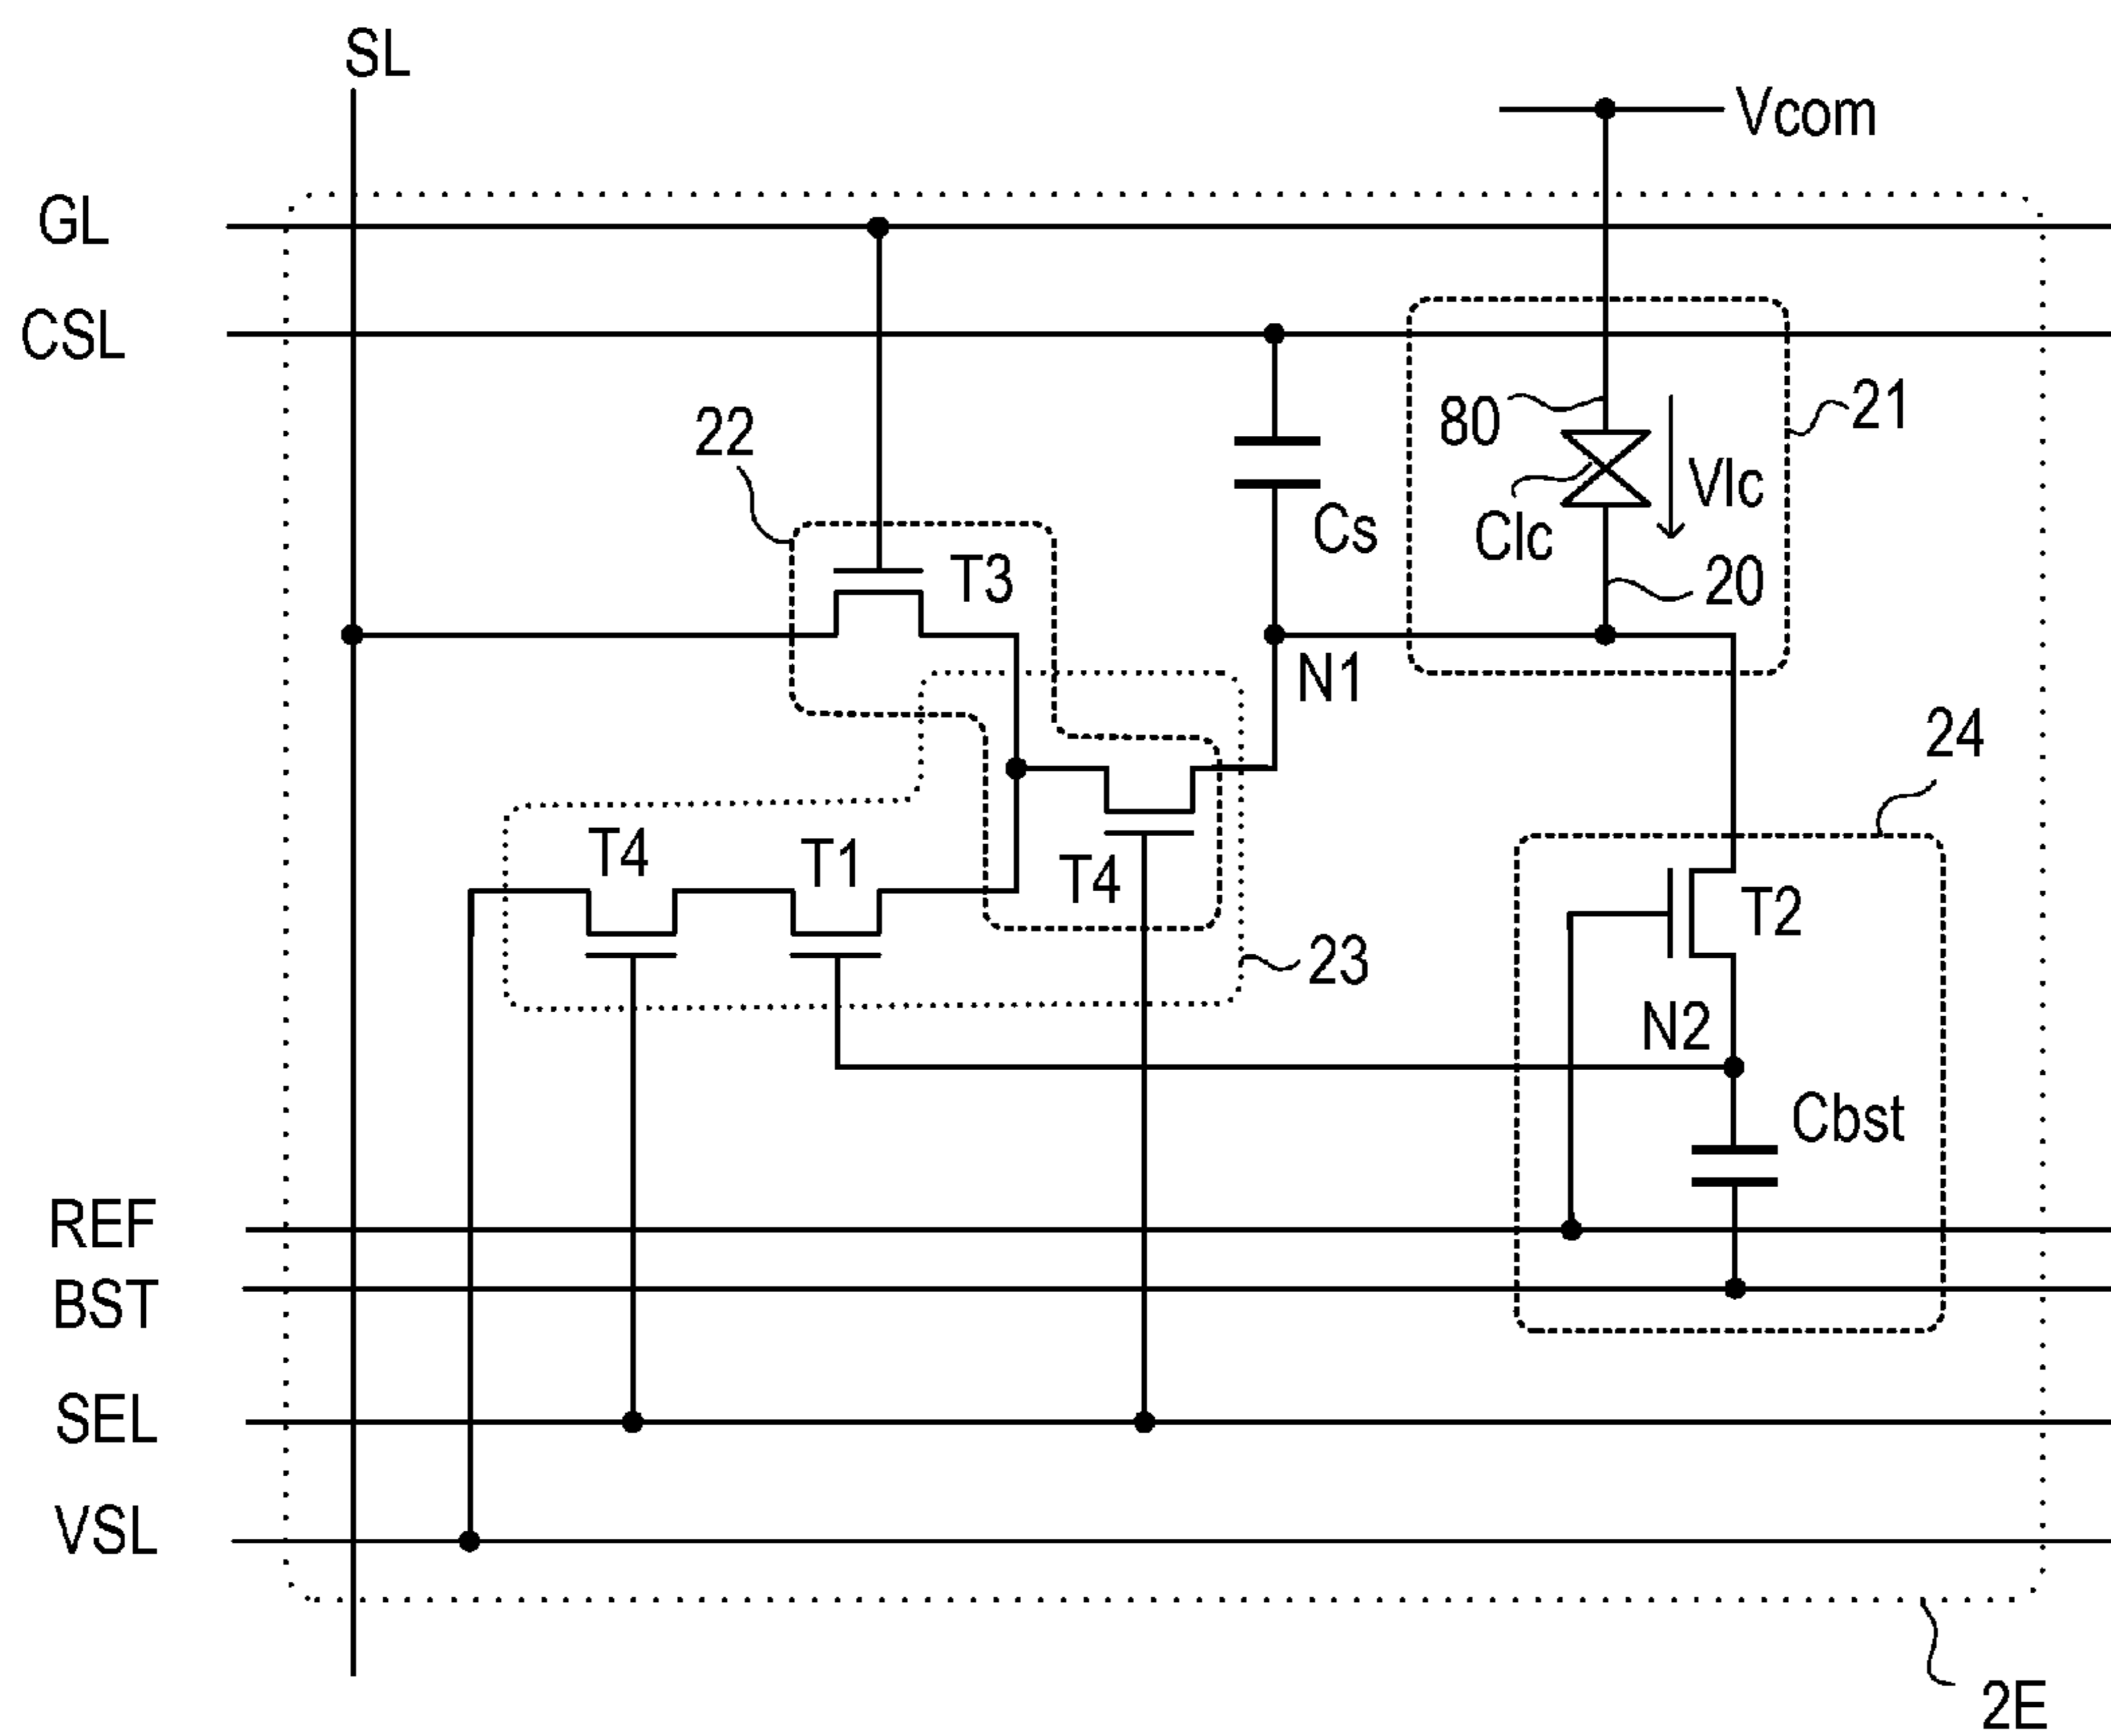 SL
Vcom
GL
CSL
22
80
21
Vlc
Clc
Cs
T3
20
N1
24
T4
T1
T4
T2
23
N2
Cbst
REF
BST
SEL
VSL
2E